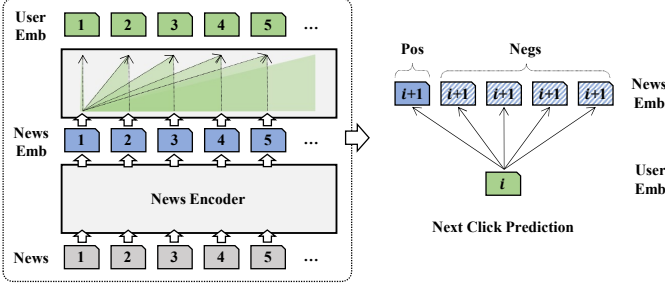 User
Emb
1 2 3 4 5 ...
News
Emb
1 2 3 4 5 ...
News Encoder
News
1 2 3 4 5 ...
Pos
Negs
i+1 i+1 i+1 i+1 i+1
News
Emb
i
User
Emb
Next Click Prediction